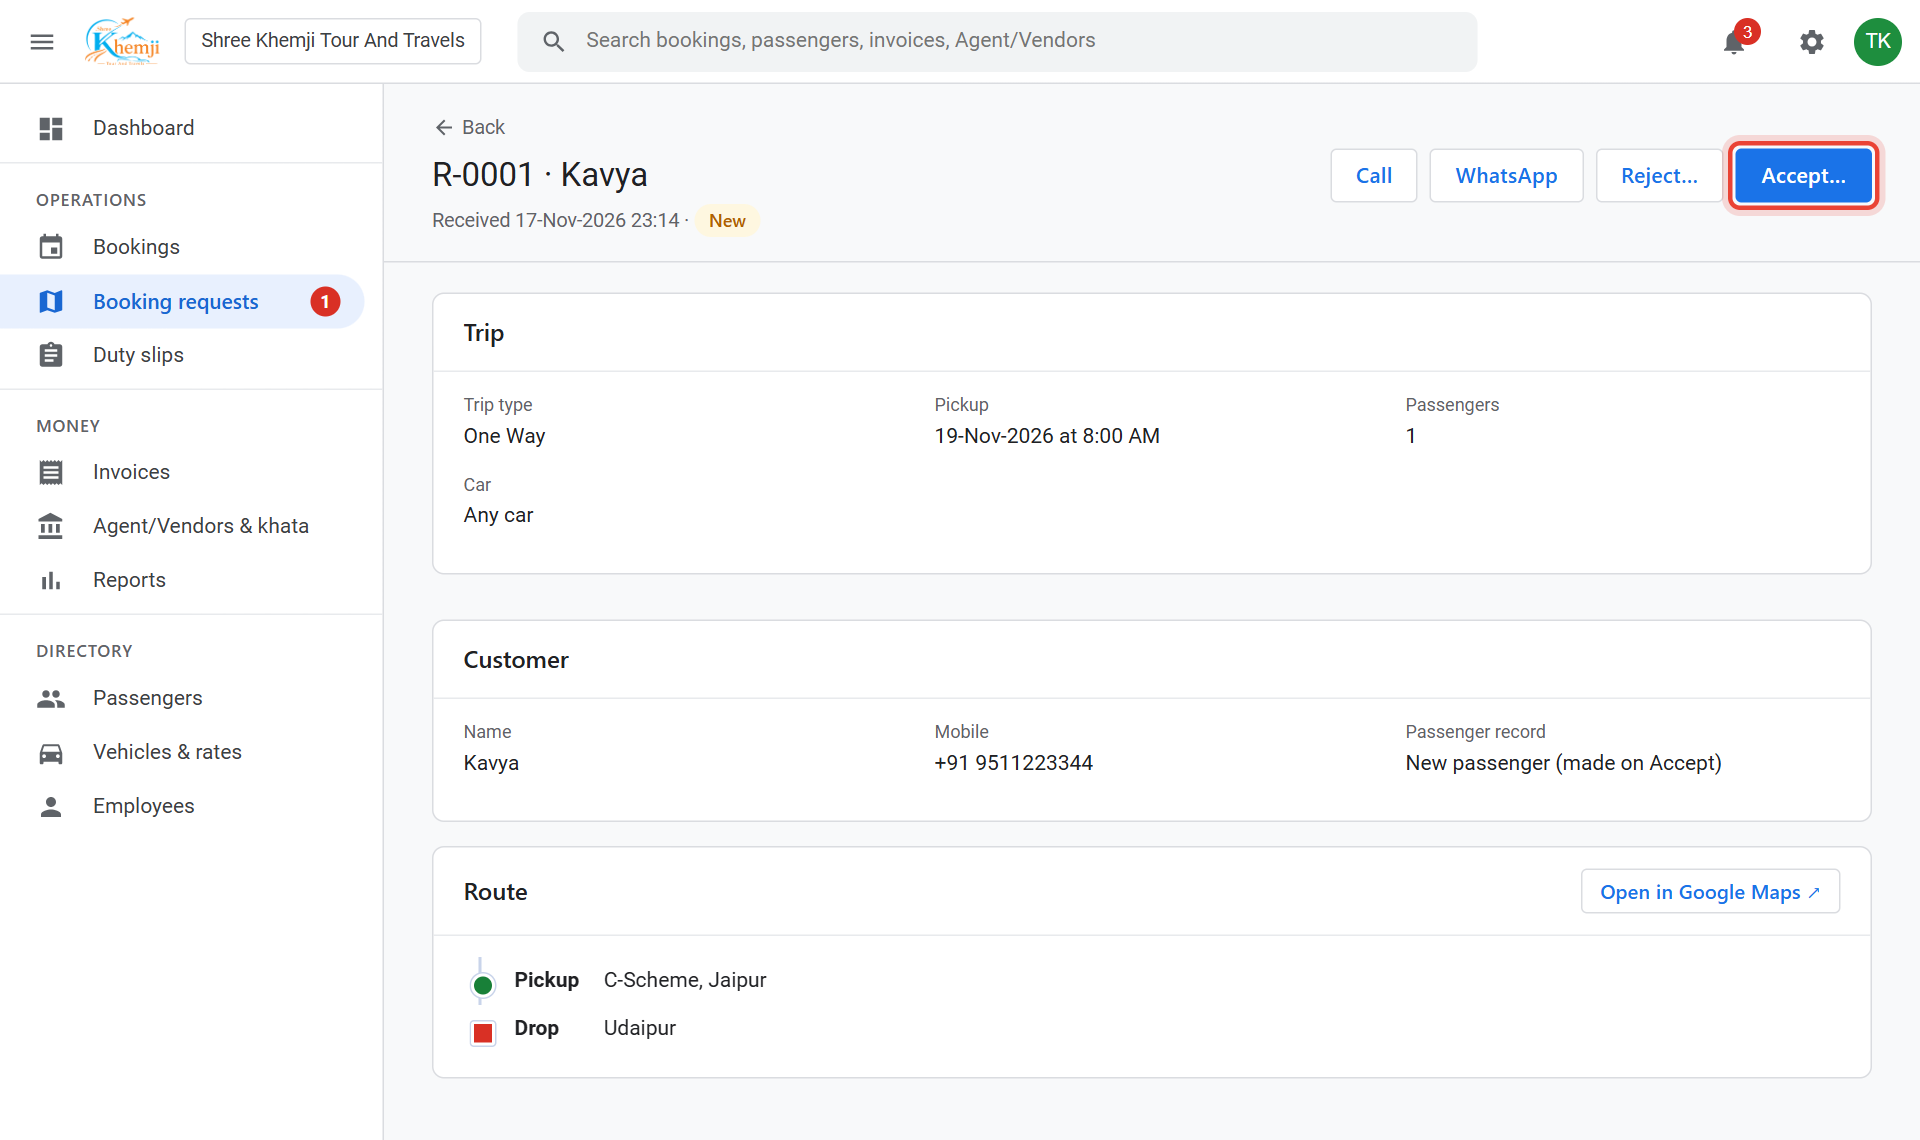 Khemji
Shree Khemji Tour And Travels
Search bookings, passengers, invoices, Agent/Vendors
3
TK
Dashboard
OPERATIONS
Bookings
Booking requests 1
Duty slips
MONEY
Invoices
Agent/Vendors & khata
Reports
DIRECTORY
Passengers
Vehicles & rates
Employees
Back
R-0001 · Kavya
Call
WhatsApp
Reject...
Accept...
Received 17-Nov-2026 23:14 · New
Trip
Trip type
One Way
Pickup
19-Nov-2026 at 8:00 AM
Passengers
1
Car
Any car
Customer
Name
Kavya
Mobile
+91 9511223344
Passenger record
New passenger (made on Accept)
Route
Open in Google Maps ↗
Pickup C-Scheme, Jaipur
Drop Udaipur